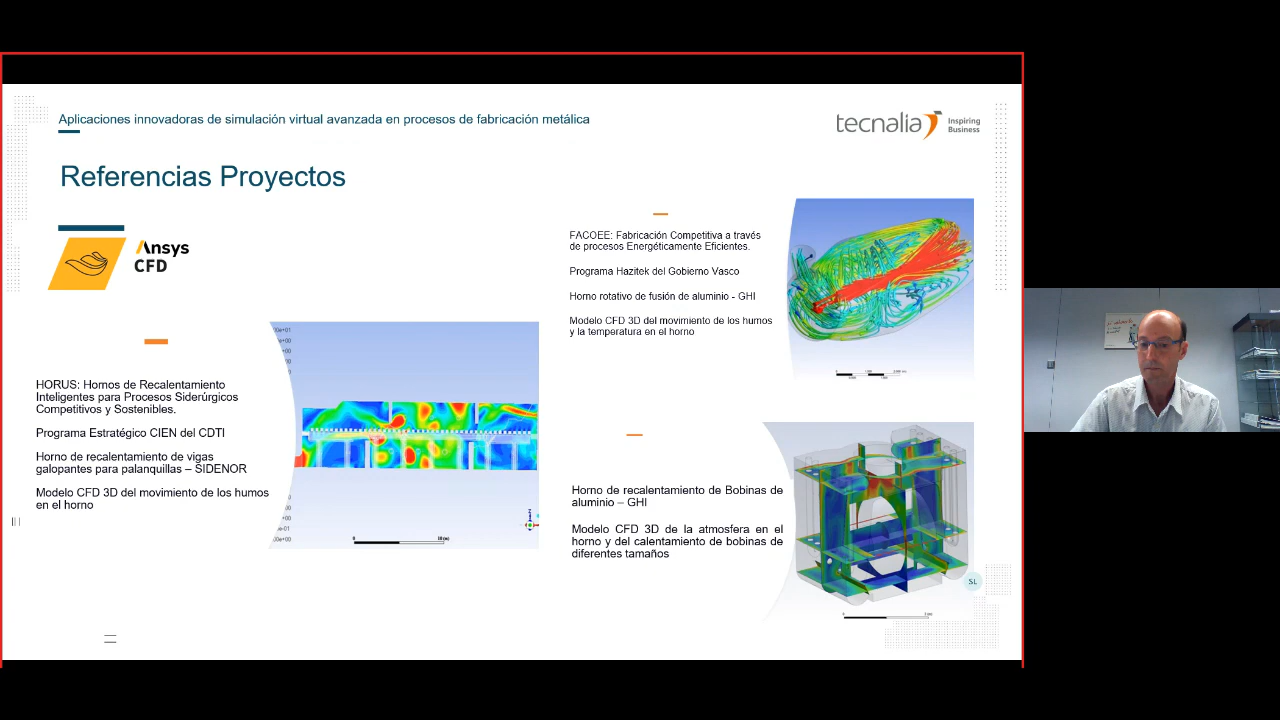 Aplicaciones innovadoras de simulación virtual avanzada en procesos de fabricación metálica
tecnalia Inspiring
Business
Referencias Proyectos
Ansys
CFD
HORUS: Hornos de Recalentamiento
Inteligentes para Procesos Siderúrgicos
Competitivos y Sostenibles.
Programa Estratégico CIEN del CDTI
Horno de recalentamiento de vigas
galopantes para palanquillas – SIDENOR
Modelo CFD 3D del movimiento de los humos
en el horno
FACOEE: Fabricación Competitiva a través
de procesos Energéticamente Eficientes.
Programa Hazitek del Gobierno Vasco
Horno rotativo de fusión de aluminio - GHI
Modelo CFD 3D del movimiento de los humos
y la temperatura en el horno
Horno de recalentamiento de Bobinas de
aluminio – GHI
Modelo CFD 3D de la atmosfera en el
horno y del calentamiento de bobinas de
diferentes tamaños
SL